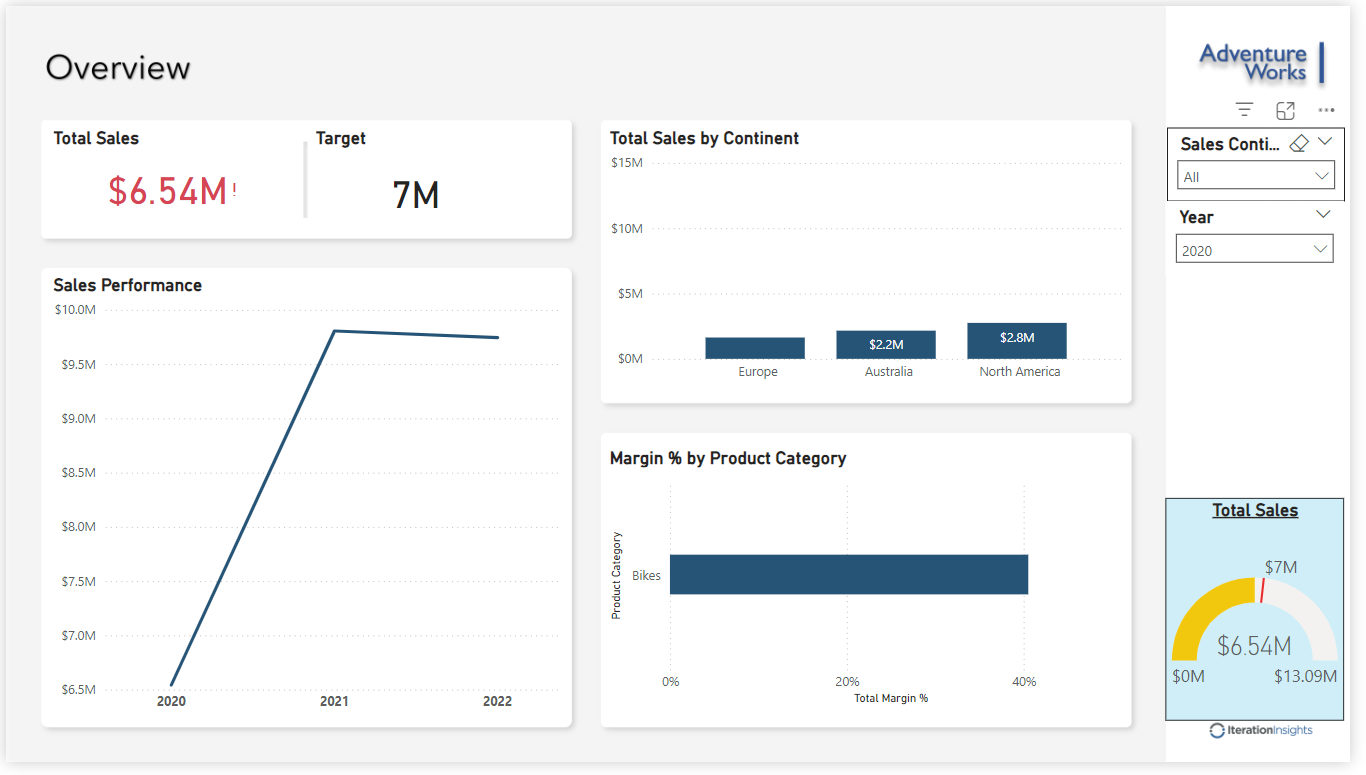 Overview
Adventure
Works
Total Sales
Target
$6.54M !
7M
Sales Performance
$10.0M
$9.5M
$9.0M
$8.5M
$8.0M
$7.5M
$7.0M
$6.5M
2020 2021 2022
Total Sales by Continent
$15M
$10M
$5M
$0M
$2.2M
$2.8M
Europe Australia North America
Margin % by Product Category
Product Category
Bikes
0% 20% 40%
Total Margin %
Sales Conti...
All
Year
2020
Total Sales
$7M
$6.54M
$0M $13.09M
IterationInsights